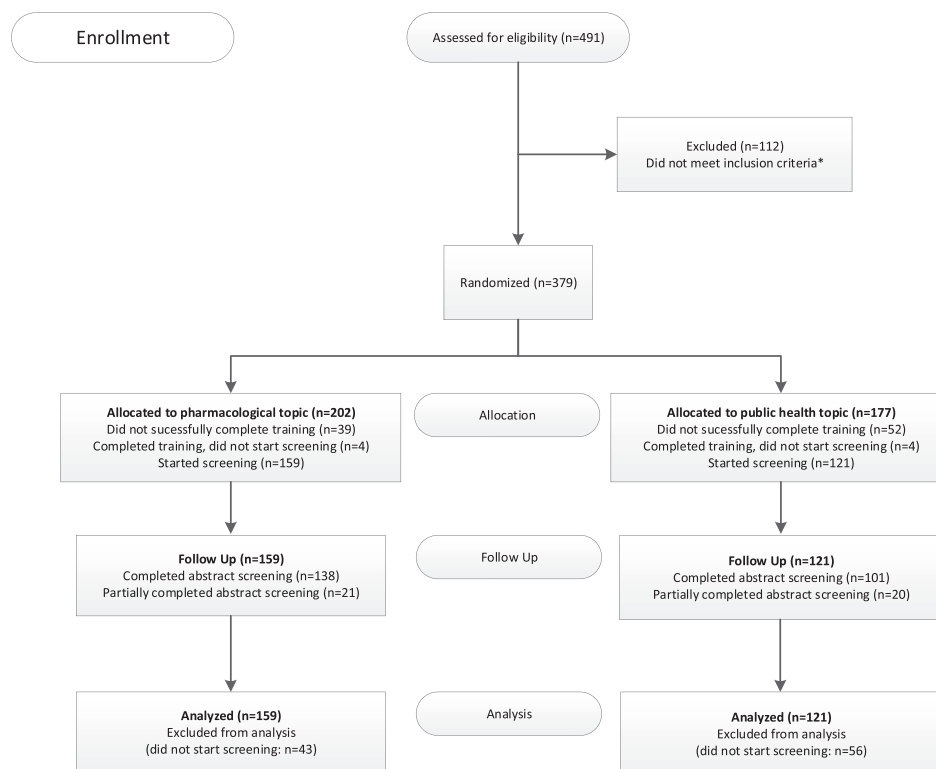 Enrollment
Assessed for eligibility (n=491)
Excluded (n=112)
Did not meet inclusion criteria*
Randomized (n=379)
Allocated to pharmacological topic (n=202)
Did not sucessfully complete training (n=39)
Completed training, did not start screening (n=4)
Started screening (n=159)
Allocation
Allocated to public health topic (n=177)
Did not sucessfully complete training (n=52)
Completed training, did not start screening (n=4)
Started screening (n=121)
Follow Up (n=159)
Completed abstract screening (n=138)
Partially completed abstract screening (n=21)
Follow Up
Follow Up (n=121)
Completed abstract screening (n=101)
Partially completed abstract screening (n=20)
Analyzed (n=159)
Excluded from analysis
(did not start screening: n=43)
Analysis
Analyzed (n=121)
Excluded from analysis
(did not start screening: n=56)